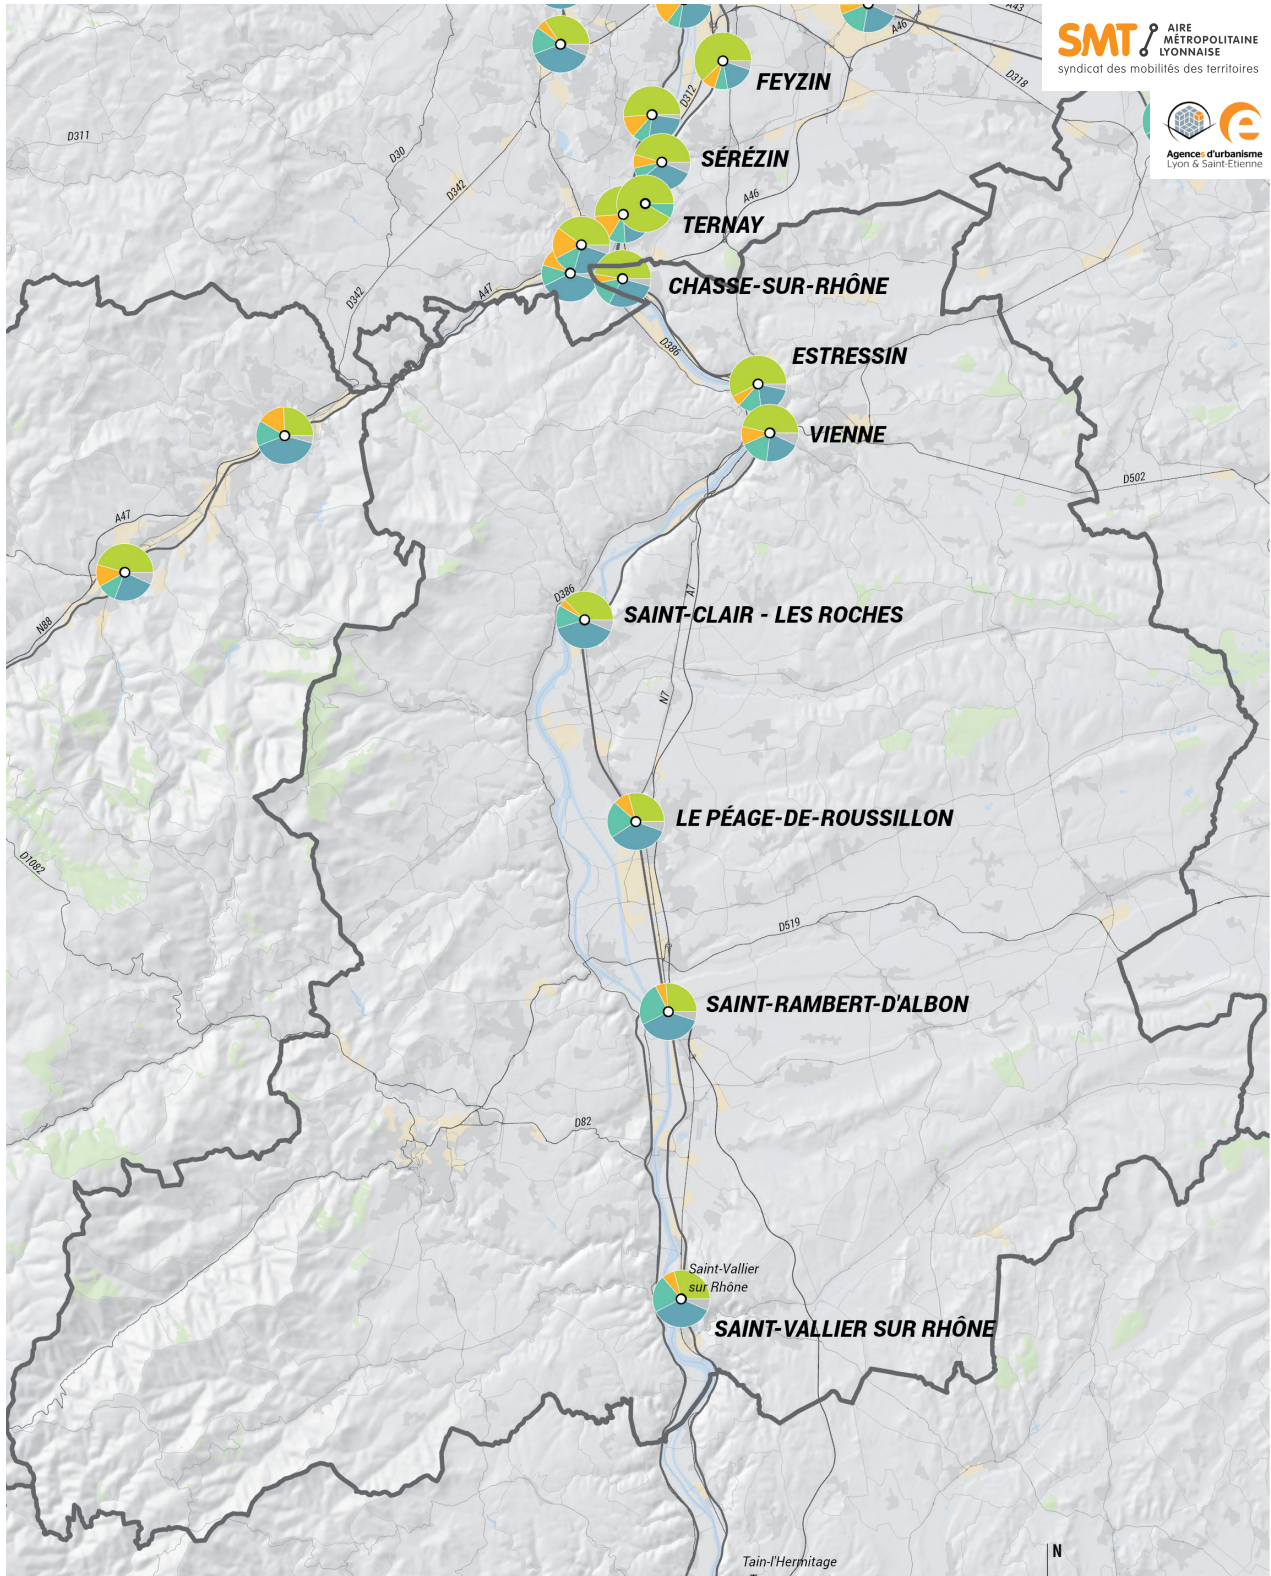 A43
A46
SMT
AIRE
MÉTROPOLITAINE
LYONNAISE
syndicat des mobilités des territoires
D318
FEYZIN
D312
Agences d'urbanisme
Lyon & Saint-Etienne
D311
D30
SÉRÉZIN
D342
A46
TERNAY
CHASSE-SUR-RHÔNE
A47
D342
D386
ESTRESSIN
VIENNE
D502
A47
D386
A7
SAINT-CLAIR - LES ROCHES
N88
N7
LE PÉAGE-DE-ROUSSILLON
D1082
D519
SAINT-RAMBERT-D'ALBON
D82
Saint-Vallier
sur Rhône
SAINT-VALLIER SUR RHÔNE
N
Tain-l'Hermitage